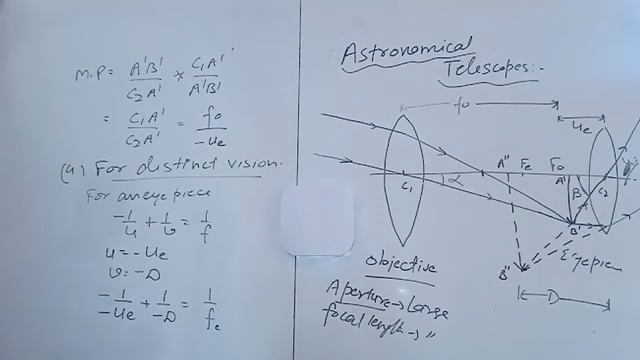 M.P = A'B'/C₂A' × C₁A'/A'B'
= C₁A'/C₂A' = fo/-ue
(a) For distinct vision.
For an eye piece
-1/u + 1/v = 1/f
u = -ue
v = -D
-1/-ue + 1/-D = 1/fe
Astronomical
Telescopes:-
fo
ue
A'' Fe Fo
C₁ α A' β C₂
B'
B'' Eyepiece
D
objective
Aperture → Large
focal length → "